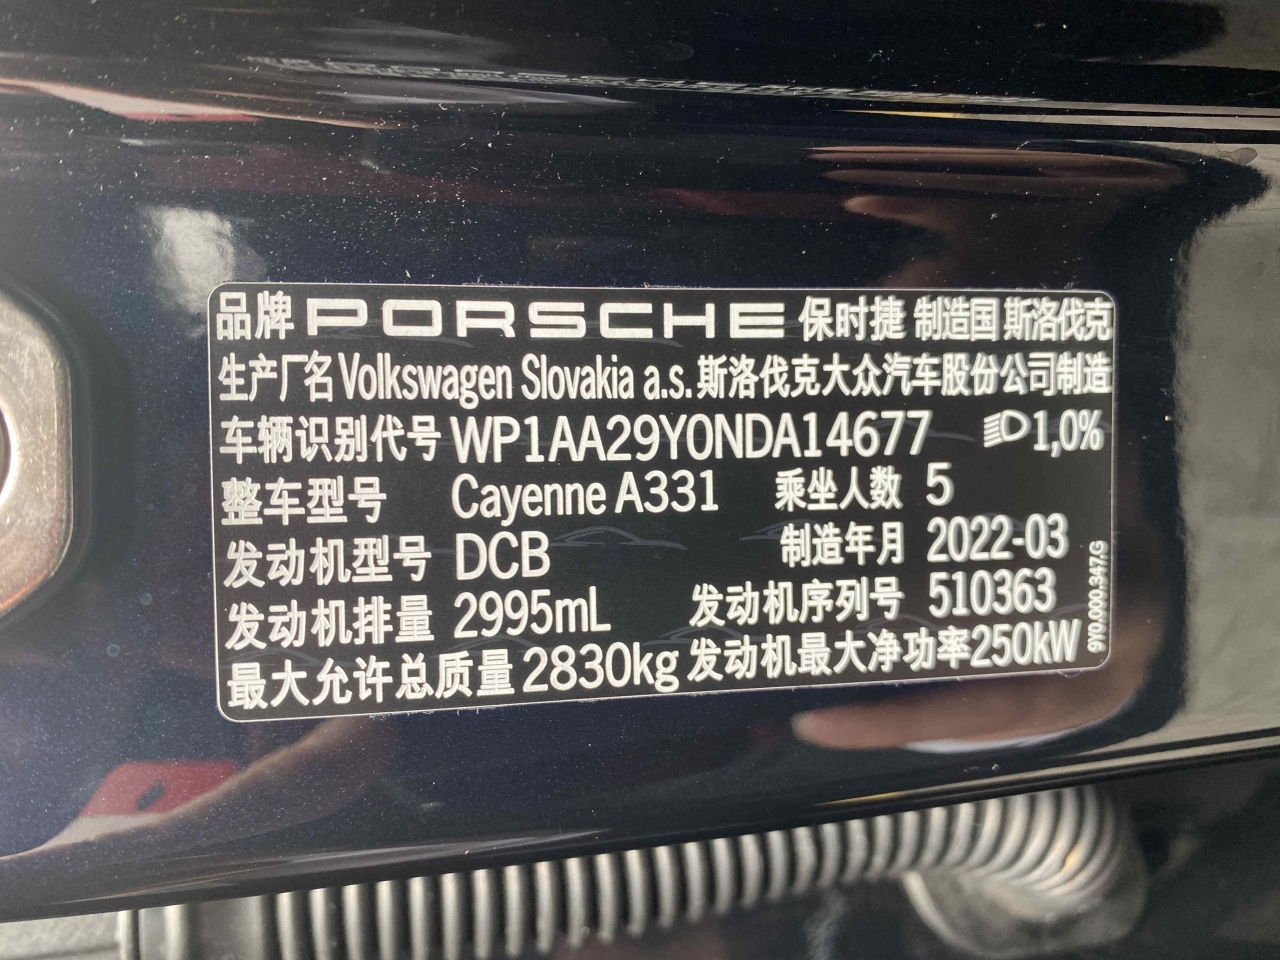 品牌 PORSCHE 保时捷 制造国 斯洛伐克
生产厂名 Volkswagen Slovakia a.s. 斯洛伐克大众汽车股份公司制造
车辆识别代号 WP1AA29Y0NDA14677 1,0%
整车型号 Cayenne A331 乘坐人数 5
发动机型号 DCB 制造年月 2022-03
发动机排量 2995mL 发动机序列号 510363
最大允许总质量 2830kg 发动机最大净功率 250kW
9Y0.000.347.G